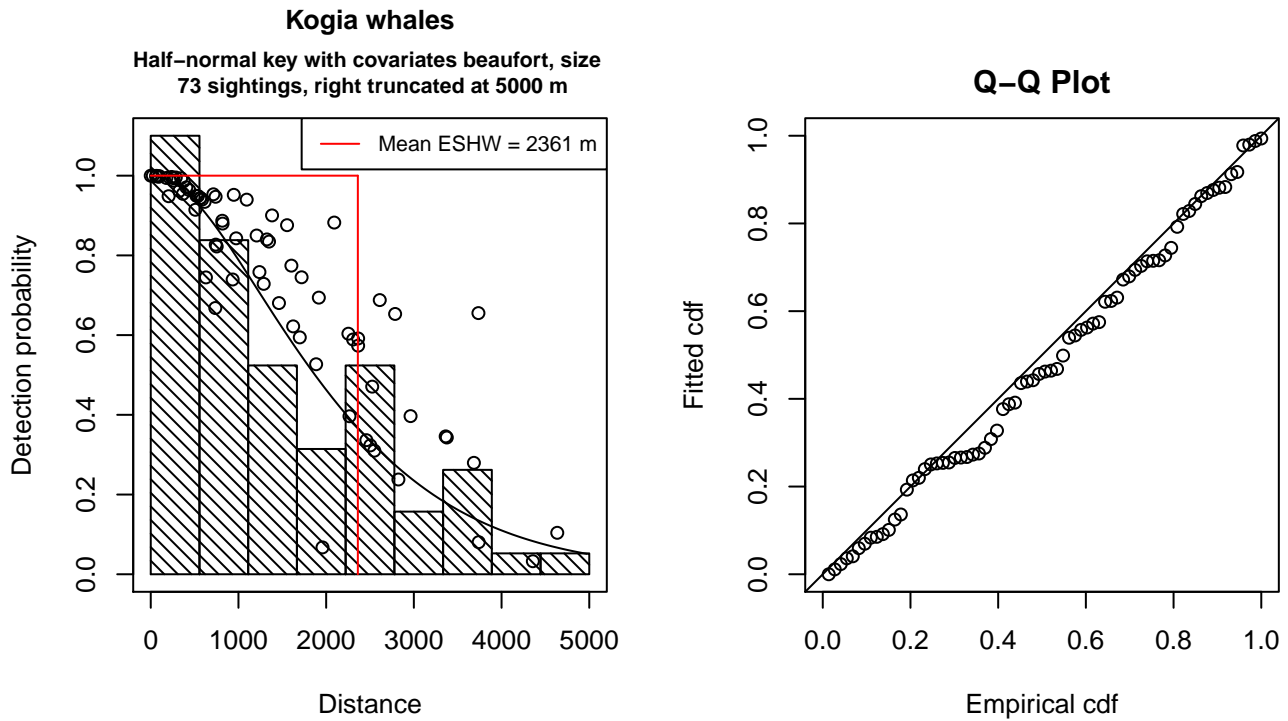 Kogia whales
Half−normal key with covariates beaufort, size
73 sightings, right truncated at 5000 m
Mean ESHW = 2361 m
Detection probability
0.0
0.2
0.4
0.6
0.8
1.0
0 1000 2000 3000 4000 5000
Distance
Q−Q Plot
Fitted cdf
0.0
0.2
0.4
0.6
0.8
1.0
0.0 0.2 0.4 0.6 0.8 1.0
Empirical cdf